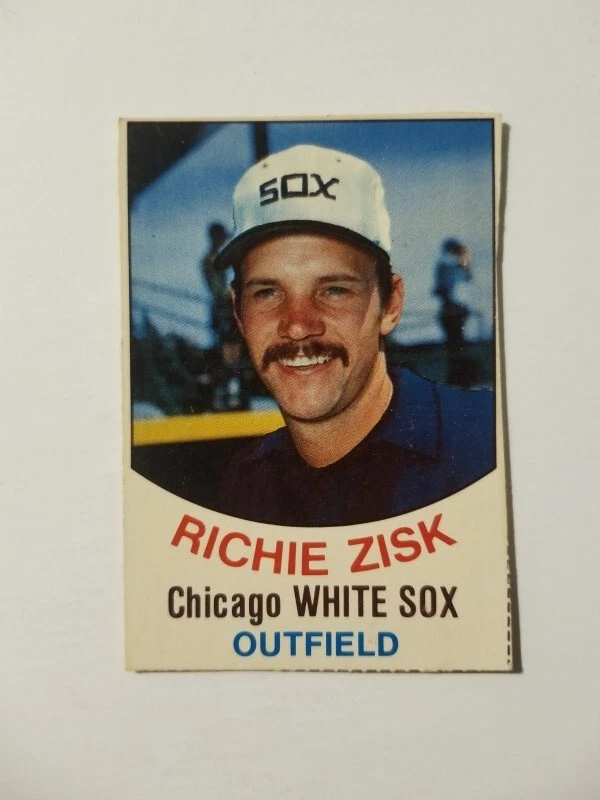 SOX
RICHIE ZISK
Chicago WHITE SOX
OUTFIELD